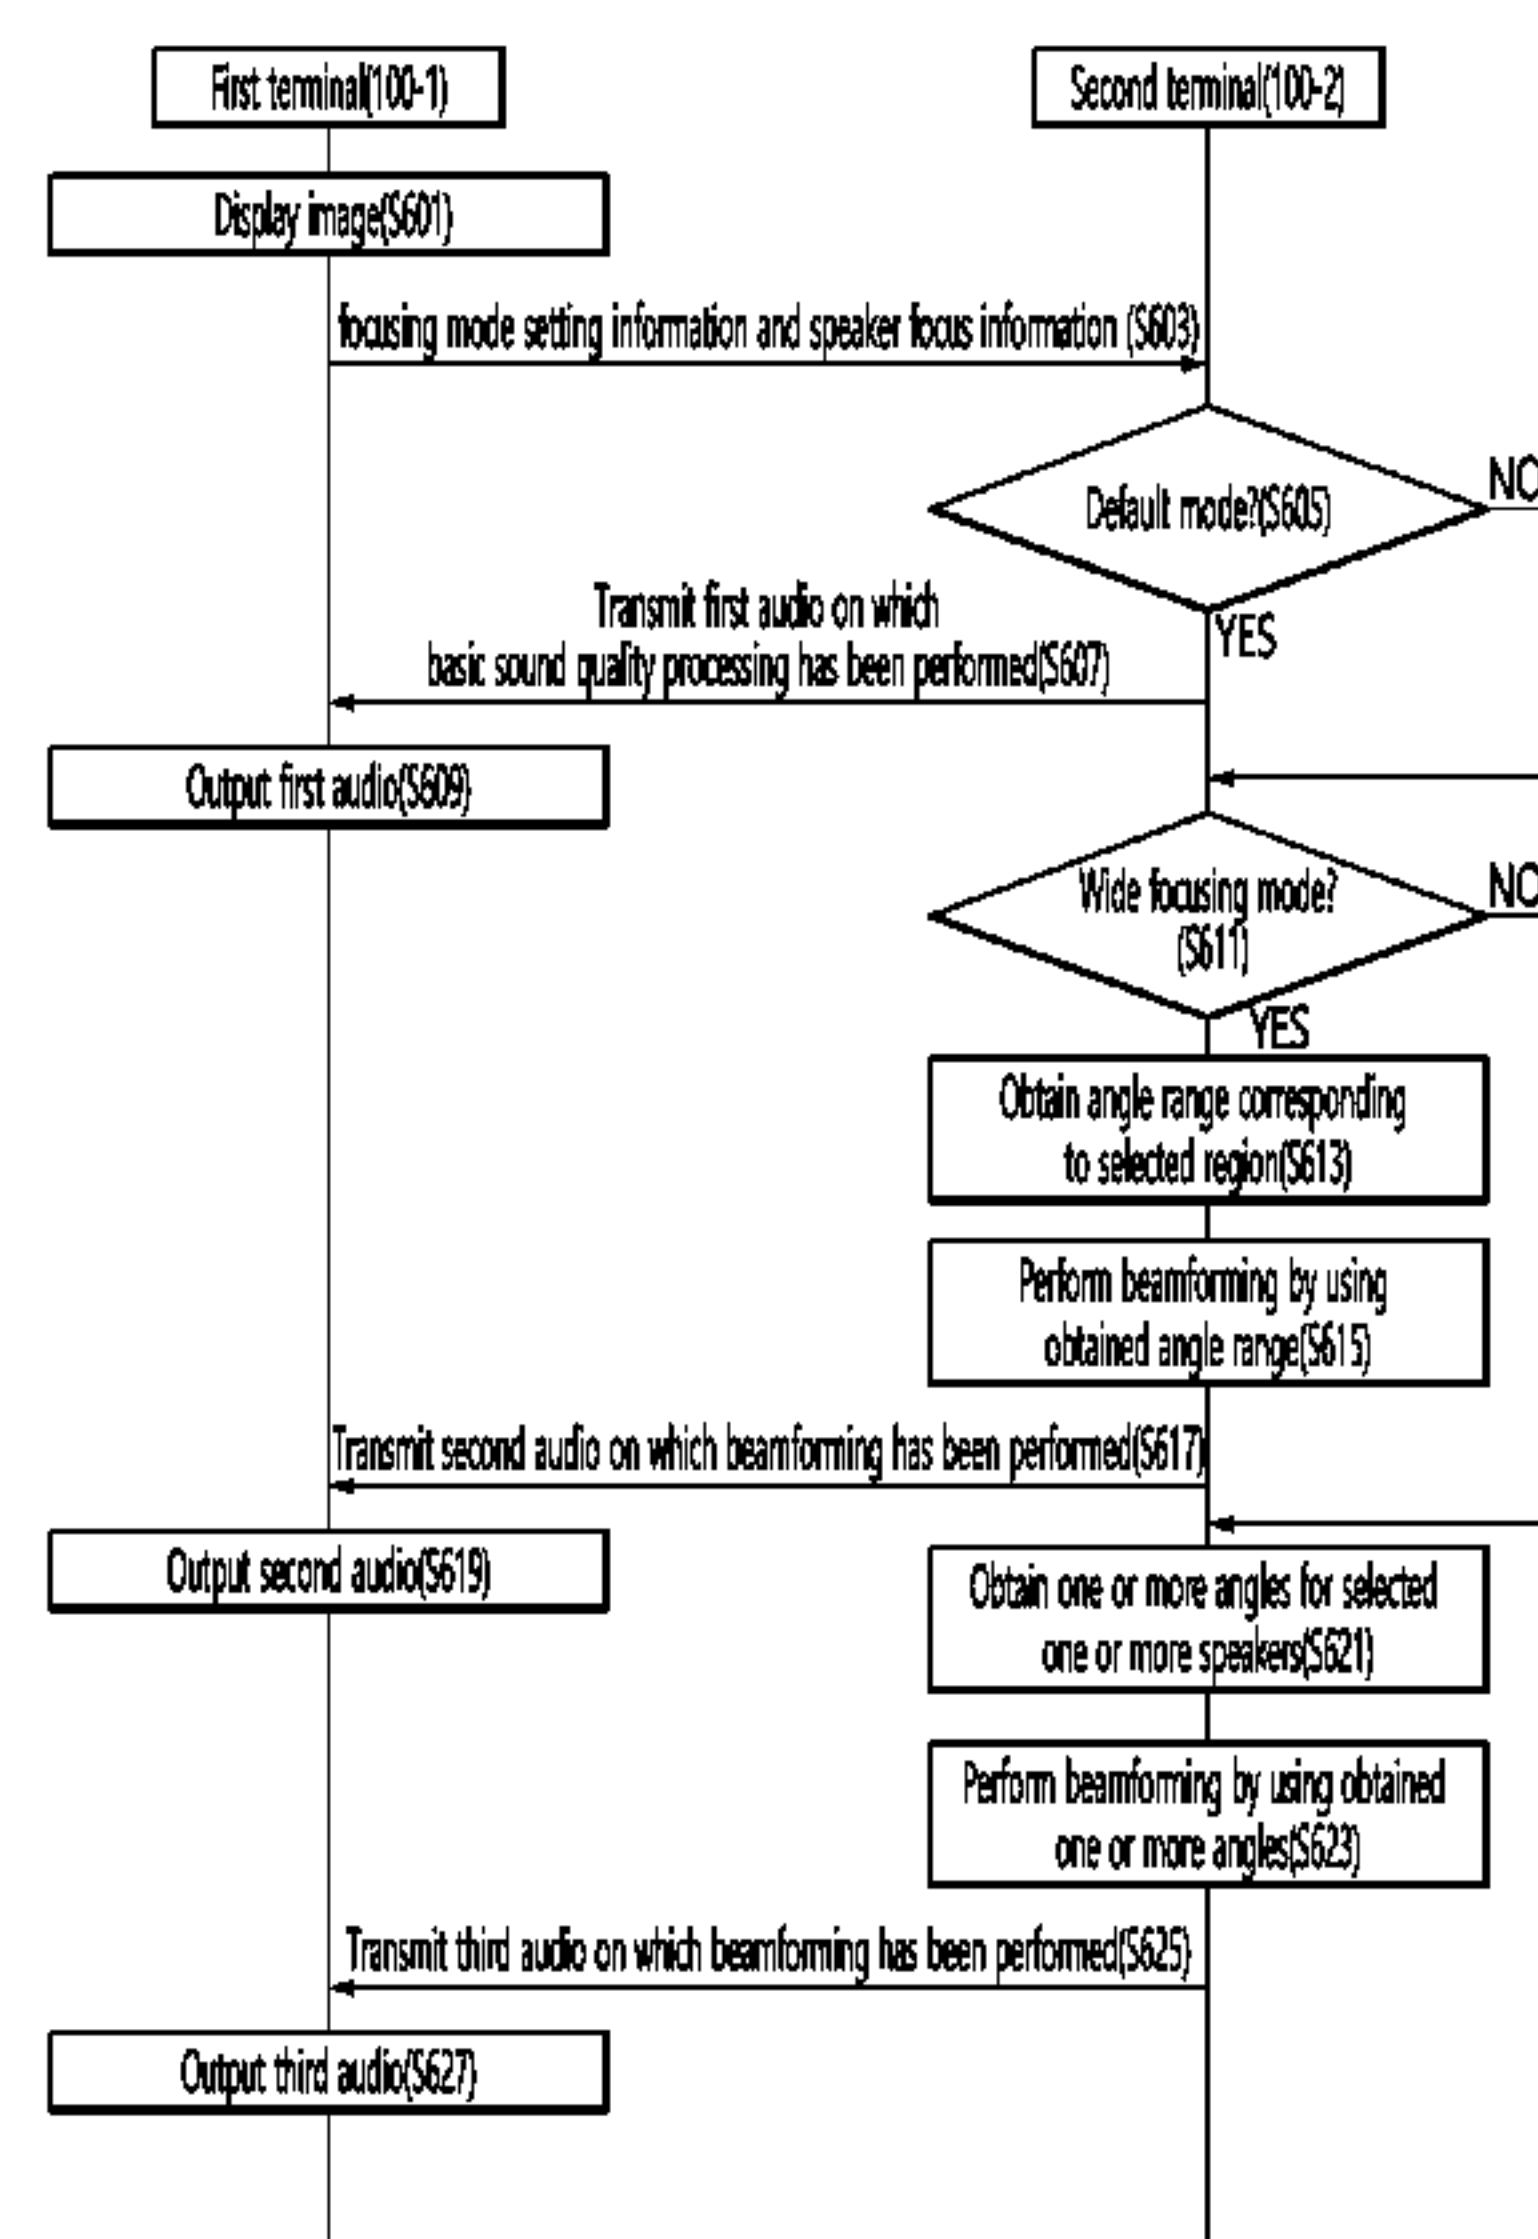 First terminal(100-1)
Second terminal(100-2)
Display image(S601)
focusing mode setting information and speaker focus information (S603)
Default mode?(S605)
NO
YES
Transmit first audio on which
basic sound quality processing has been performed(S607)
Output first audio(S609)
Wide focusing mode?
(S611)
NO
YES
Obtain angle range corresponding
to selected region(S613)
Perform beamforming by using
obtained angle range(S615)
Transmit second audio on which beamforming has been performed(S617)
Output second audio(S619)
Obtain one or more angles for selected
one or more speakers(S621)
Perform beamforming by using obtained
one or more angles(S623)
Transmit third audio on which beamforming has been performed(S625)
Output third audio(S627)